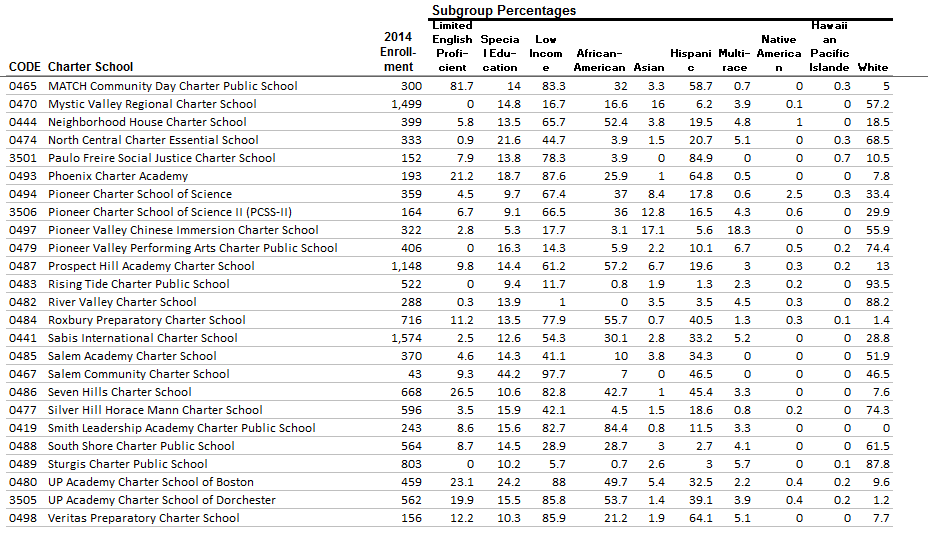 Subgroup Percentages
CODE Charter School 2014 Enroll-ment Limited English Profi-cient Specia l Edu-cation Low Incom e African-American Asian Hispani c Multi-race Native America n Hawaii an Pacific Islande White
0465 MATCH Community Day Charter Public School 300 81.7 14 83.3 32 3.3 58.7 0.7 0 0.3 5
0470 Mystic Valley Regional Charter School 1,499 0 14.8 16.7 16.6 16 6.2 3.9 0.1 0 57.2
0444 Neighborhood House Charter School 399 5.8 13.5 65.7 52.4 3.8 19.5 4.8 1 0 18.5
0474 North Central Charter Essential School 333 0.9 21.6 44.7 3.9 1.5 20.7 5.1 0 0.3 68.5
3501 Paulo Freire Social Justice Charter School 152 7.9 13.8 78.3 3.9 0 84.9 0 0 0.7 10.5
0493 Phoenix Charter Academy 193 21.2 18.7 87.6 25.9 1 64.8 0.5 0 0 7.8
0494 Pioneer Charter School of Science 359 4.5 9.7 67.4 37 8.4 17.8 0.6 2.5 0.3 33.4
3506 Pioneer Charter School of Science II (PCSS-II) 164 6.7 9.1 66.5 36 12.8 16.5 4.3 0.6 0 29.9
0497 Pioneer Valley Chinese Immersion Charter School 322 2.8 5.3 17.7 3.1 17.1 5.6 18.3 0 0 55.9
0479 Pioneer Valley Performing Arts Charter Public School 406 0 16.3 14.3 5.9 2.2 10.1 6.7 0.5 0.2 74.4
0487 Prospect Hill Academy Charter School 1,148 9.8 14.4 61.2 57.2 6.7 19.6 3 0.3 0.2 13
0483 Rising Tide Charter Public School 522 0 9.4 11.7 0.8 1.9 1.3 2.3 0.2 0 93.5
0482 River Valley Charter School 288 0.3 13.9 1 0 3.5 3.5 4.5 0.3 0 88.2
0484 Roxbury Preparatory Charter School 716 11.2 13.5 77.9 55.7 0.7 40.5 1.3 0.3 0.1 1.4
0441 Sabis International Charter School 1,574 2.5 12.6 54.3 30.1 2.8 33.2 5.2 0 0 28.8
0485 Salem Academy Charter School 370 4.6 14.3 41.1 10 3.8 34.3 0 0 0 51.9
0467 Salem Community Charter School 43 9.3 44.2 97.7 7 0 46.5 0 0 0 46.5
0486 Seven Hills Charter School 668 26.5 10.6 82.8 42.7 1 45.4 3.3 0 0 7.6
0477 Silver Hill Horace Mann Charter School 596 3.5 15.9 42.1 4.5 1.5 18.6 0.8 0.2 0 74.3
0419 Smith Leadership Academy Charter Public School 243 8.6 15.6 82.7 84.4 0.8 11.5 3.3 0 0 0
0488 South Shore Charter Public School 564 8.7 14.5 28.9 28.7 3 2.7 4.1 0 0 61.5
0489 Sturgis Charter Public School 803 0 10.2 5.7 0.7 2.6 3 5.7 0 0.1 87.8
0480 UP Academy Charter School of Boston 459 23.1 24.2 88 49.7 5.4 32.5 2.2 0.4 0.2 9.6
3505 UP Academy Charter School of Dorchester 562 19.9 15.5 85.8 53.7 1.4 39.1 3.9 0.4 0.2 1.2
0498 Veritas Preparatory Charter School 156 12.2 10.3 85.9 21.2 1.9 64.1 5.1 0 0 7.7